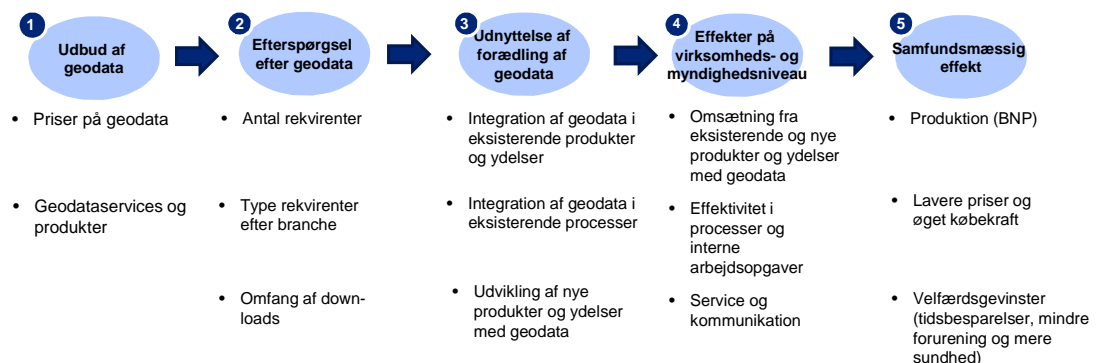 1
Udbud af
geodata
2
Efterspørgsel
efter geodata
3
Udnyttelse af
forædling af
geodata
4
Effekter på
virksomheds- og
myndighedsniveau
5
Samfundsmæssig
effekt
• Priser på geodata
• Geodataservices og
produkter
• Antal rekvirenter
• Type rekvirenter
efter branche
• Omfang af down-
loads
• Integration af geodata i
eksisterende produkter
og ydelser
• Integration af geodata i
eksisterende processer
• Udvikling af nye
produkter og ydelser
med geodata
• Omsætning fra
eksisterende og nye
produkter og ydelser
med geodata
• Effektivitet i
processer og
interne
arbejdsopgaver
• Service og
kommunikation
• Produktion (BNP)
• Lavere priser og
øget købekraft
• Velfærdsgevinster
(tidsbesparelser, mindre
forurening og mere
sundhed)